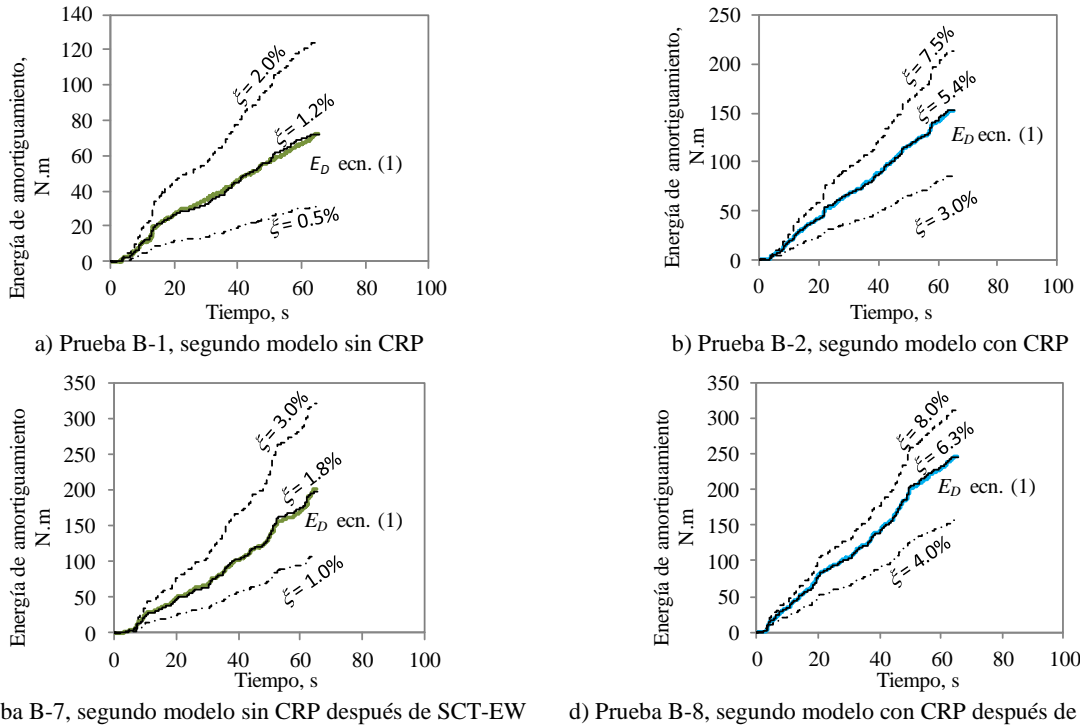 Energía de amortiguamiento,
N.m
140
120
100
80
60
40
20
0
0 20 40 60 80 100
Tiempo, s
ξ = 2.0%
ξ = 1.2%
E_D ecn. (1)
ξ = 0.5%
a) Prueba B-1, segundo modelo sin CRP
Energía de amortiguamiento,
N.m
250
200
150
100
50
0
0 20 40 60 80 100
Tiempo, s
ξ = 7.5%
ξ = 5.4%
E_D ecn. (1)
ξ = 3.0%
b) Prueba B-2, segundo modelo con CRP
Energía de amortiguamiento
N.m
350
300
250
200
150
100
50
0
0 20 40 60 80 100
Tiempo, s
ξ = 3.0%
ξ = 1.8%
E_D ecn. (1)
ξ = 1.0%
ba B-7, segundo modelo sin CRP después de SCT-EW
Energía de amortiguamiento
N.m
350
300
250
200
150
100
50
0
0 20 40 60 80 100
Tiempo, s
ξ = 8.0%
ξ = 6.3%
E_D ecn. (1)
ξ = 4.0%
d) Prueba B-8, segundo modelo con CRP después de